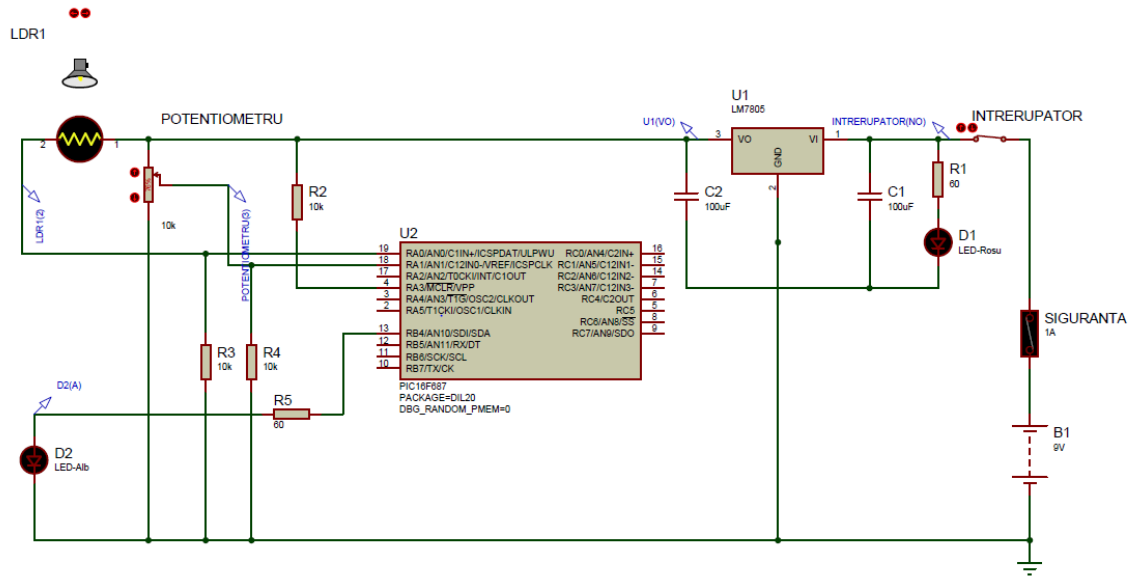 LDR1
2
1
LDR1(2)
POTENTIOMETRU
50%
10k
POTENTIOMETRU(3)
R2
10k
U1(VO)
U1
LM7805
3
VO
VI
1
GND
2
INTRERUPATOR(NO)
INTRERUPATOR
C2
100uF
C1
100uF
R1
60
D1
LED-Rosu
SIGURANTA
1A
B1
9V
U2
19 RA0/AN0/C1IN+/ICSPDAT/ULPWU RC0/AN4/C2IN+ 16
18 RA1/AN1/C12IN0-/VREF/ICSPCLK RC1/AN5/C12IN1- 15
17 RA2/AN2/T0CKI/INT/C1OUT RC2/AN6/C12IN2- 14
4 RA3/MCLR/VPP RC3/AN7/C12IN3- 7
3 RA4/AN3/T1G/OSC2/CLKOUT RC4/C2OUT 6
2 RA5/T1CKI/OSC1/CLKIN RC5 5
RC6/AN8/SS 8
13 RB4/AN10/SDI/SDA RC7/AN9/SDO 9
12 RB5/AN11/RX/DT
11 RB6/SCK/SCL
10 RB7/TX/CK
PIC16F687
PACKAGE=DIL20
DBG_RANDOM_PMEM=0
R3
10k
R4
10k
R5
60
D2(A)
D2
LED-Alb